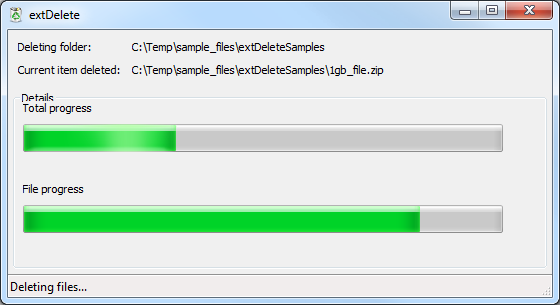 extDelete
Deleting folder: C:\Temp\sample_files\extDeleteSamples
Current item deleted: C:\Temp\sample_files\extDeleteSamples\1gb_file.zip
Details
Total progress
File progress
Deleting files...